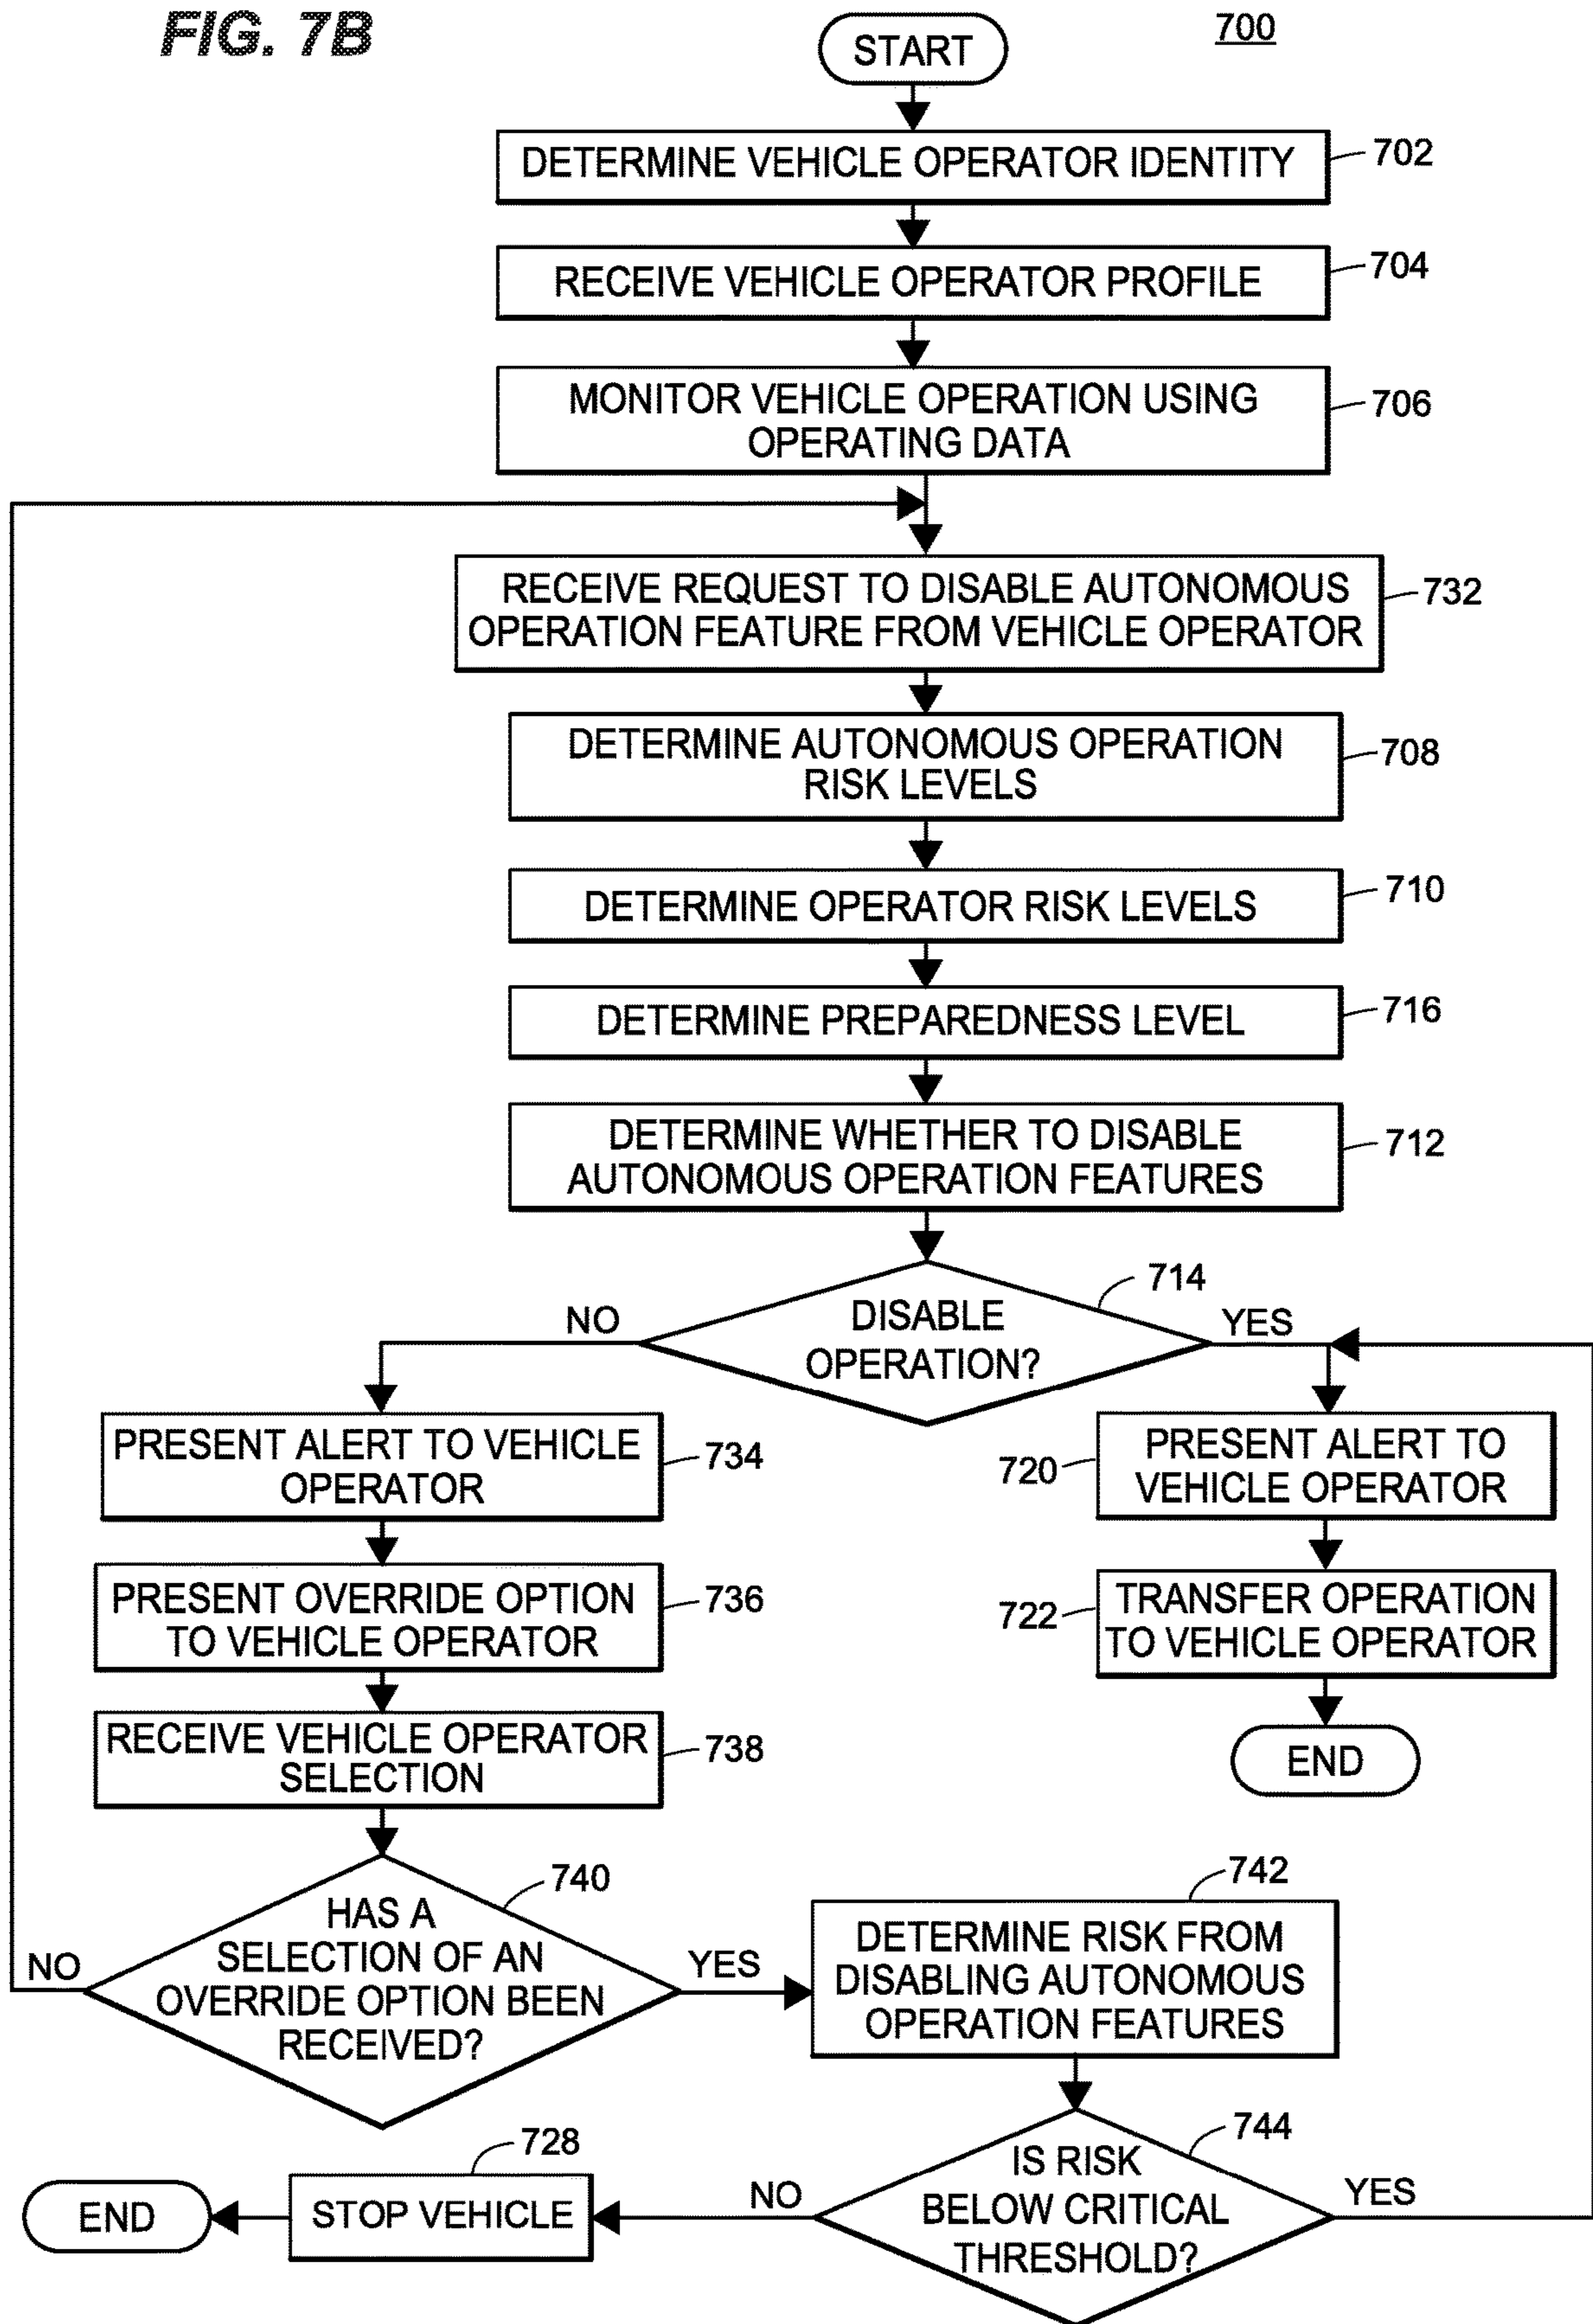 FIG. 7B
700
START
DETERMINE VEHICLE OPERATOR IDENTITY
702
RECEIVE VEHICLE OPERATOR PROFILE
704
MONITOR VEHICLE OPERATION USING
OPERATING DATA
706
RECEIVE REQUEST TO DISABLE AUTONOMOUS
OPERATION FEATURE FROM VEHICLE OPERATOR
732
DETERMINE AUTONOMOUS OPERATION
RISK LEVELS
708
DETERMINE OPERATOR RISK LEVELS
710
DETERMINE PREPAREDNESS LEVEL
716
DETERMINE WHETHER TO DISABLE
AUTONOMOUS OPERATION FEATURES
712
DISABLE
OPERATION?
714
NO
YES
PRESENT ALERT TO VEHICLE
OPERATOR
734
PRESENT OVERRIDE OPTION
TO VEHICLE OPERATOR
736
RECEIVE VEHICLE OPERATOR
SELECTION
738
PRESENT ALERT TO
VEHICLE OPERATOR
720
TRANSFER OPERATION
TO VEHICLE OPERATOR
722
END
HAS A
SELECTION OF AN
OVERRIDE OPTION BEEN
RECEIVED?
740
NO
YES
DETERMINE RISK FROM
DISABLING AUTONOMOUS
OPERATION FEATURES
742
IS RISK
BELOW CRITICAL
THRESHOLD?
744
NO
YES
STOP VEHICLE
728
END